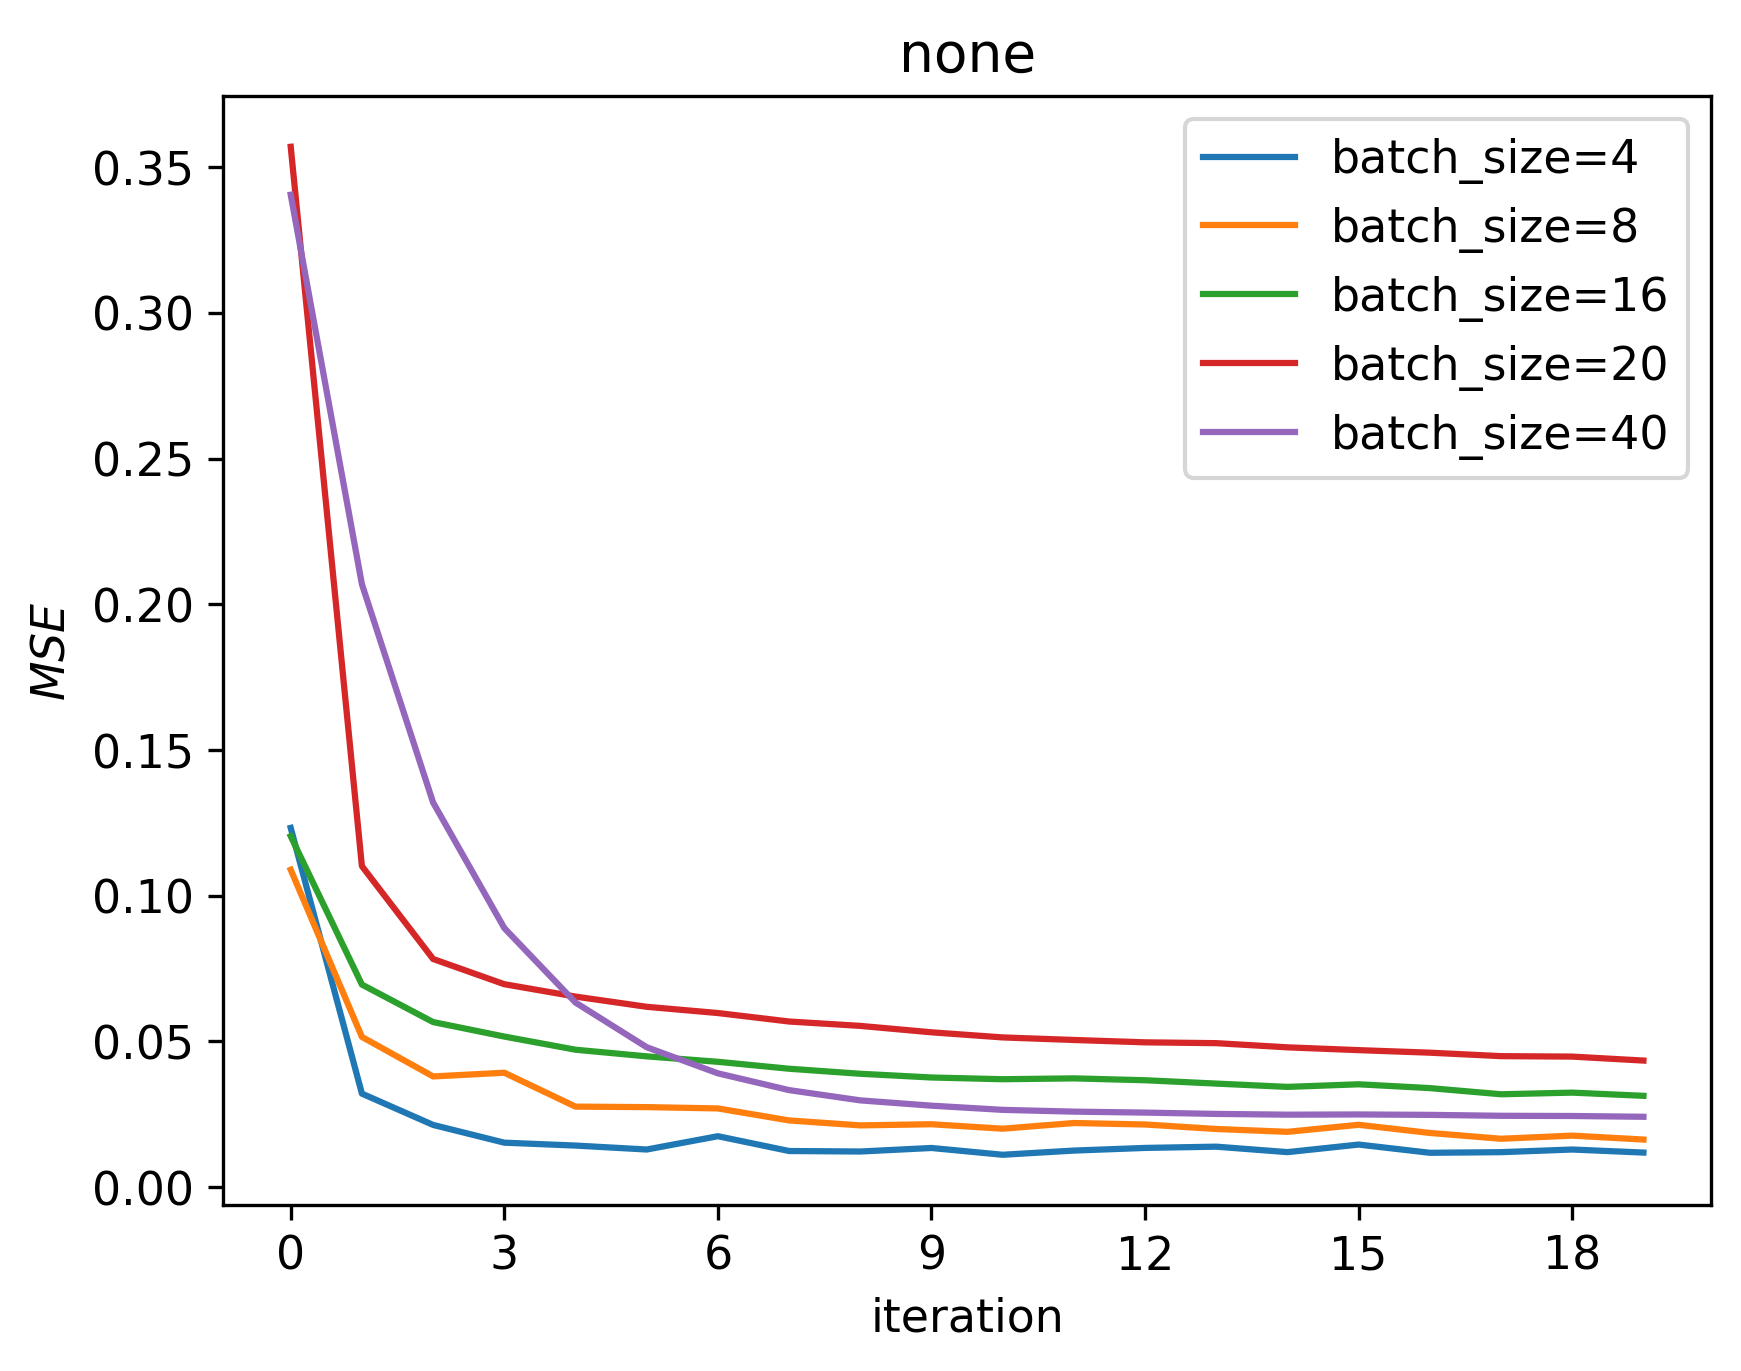 none
batch_size=4
batch_size=8
batch_size=16
batch_size=20
batch_size=40
MSE
0.35
0.30
0.25
0.20
0.15
0.10
0.05
0.00
0 3 6 9 12 15 18
iteration